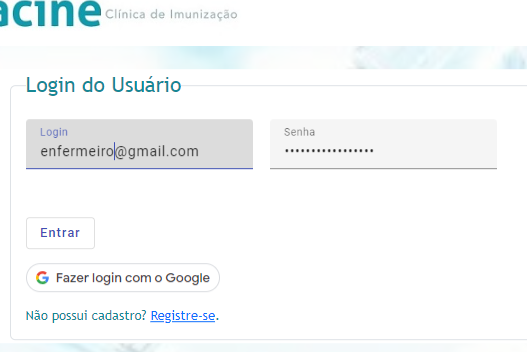 acine Clínica de Imunização
Login do Usuário
Login
enfermeiro@gmail.com
Senha
•••••••••••••••••
Entrar
Fazer login com o Google
Não possui cadastro? Registre-se.